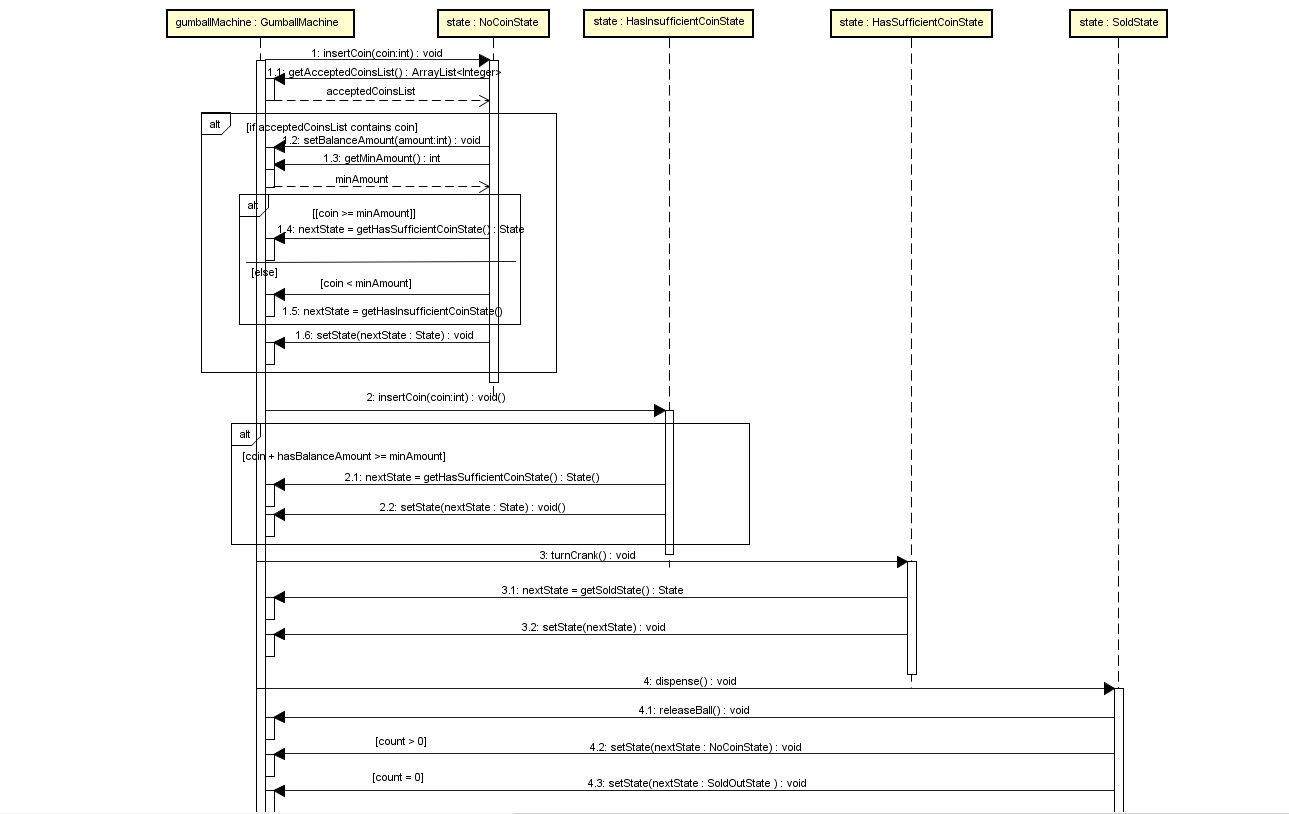 gumballMachine : GumballMachine
state : NoCoinState
state : HasInsufficientCoinState
state : HasSufficientCoinState
state : SoldState
1: insertCoin(coin:int) : void
1.1: getAcceptedCoinsList() : ArrayList<Integer>
acceptedCoinsList
alt
[if acceptedCoinsList contains coin]
1.2: setBalanceAmount(amount:int) : void
1.3: getMinAmount() : int
minAmount
alt
[[coin >= minAmount]]
1.4: nextState = getHasSufficientCoinState() : State
[else]
[coin < minAmount]
1.5: nextState = getHasInsufficientCoinState()
1.6: setState(nextState : State) : void
2: insertCoin(coin:int) : void()
alt
[coin + hasBalanceAmount >= minAmount]
2.1: nextState = getHasSufficientCoinState() : State()
2.2: setState(nextState : State) : void()
3: turnCrank() : void
3.1: nextState = getSoldState() : State
3.2: setState(nextState) : void
4: dispense() : void
4.1: releaseBall() : void
[count > 0]
4.2: setState(nextState : NoCoinState) : void
[count = 0]
4.3: setState(nextState : SoldOutState ) : void